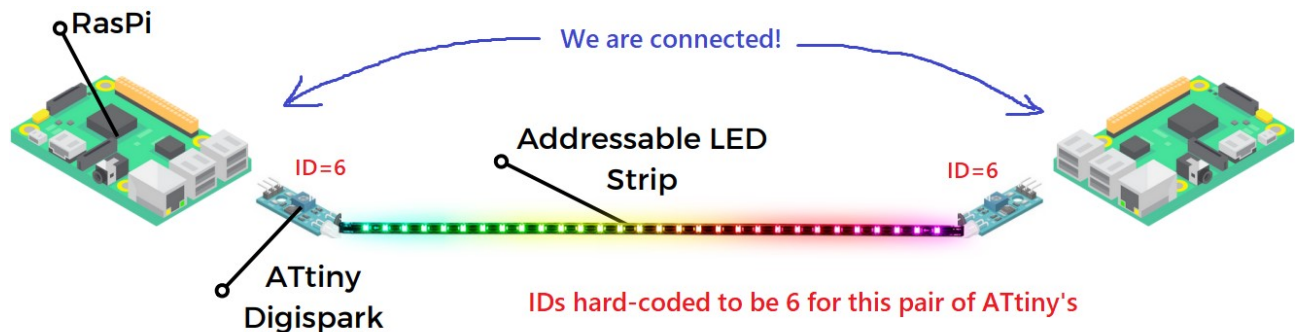 RasPi
We are connected!
Addressable LED
Strip
ID=6
ID=6
ATtiny
Digispark
IDs hard-coded to be 6 for this pair of ATtiny's